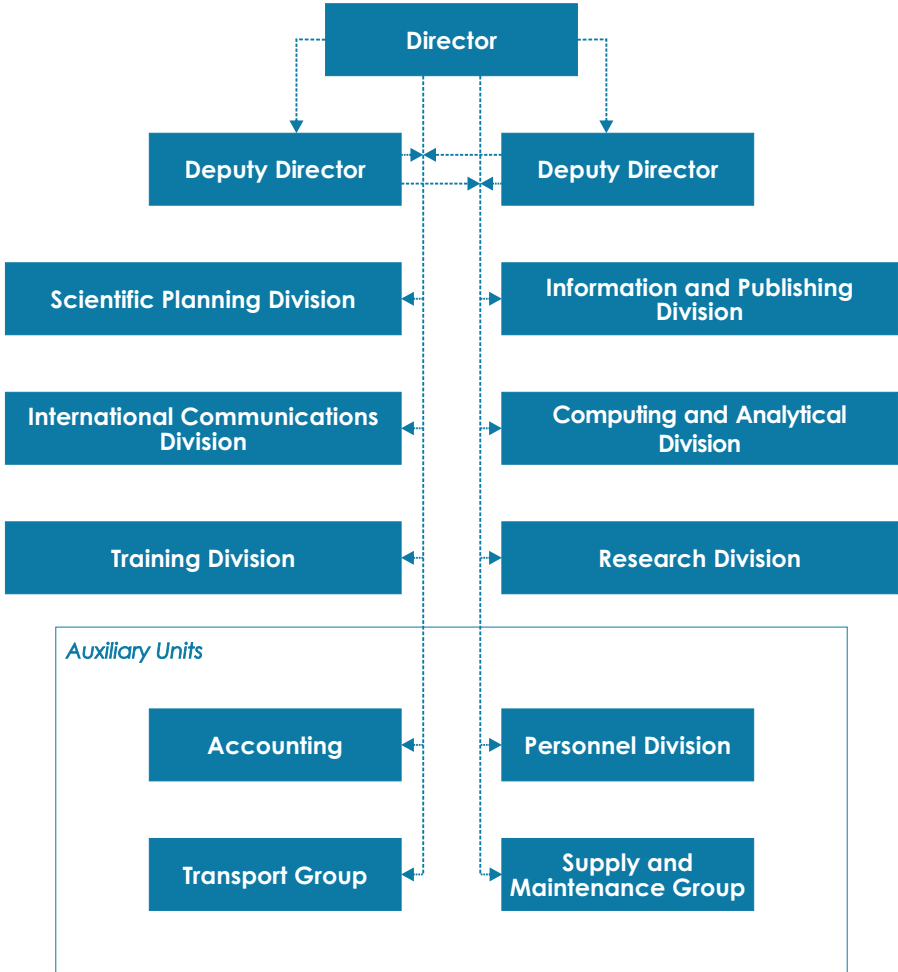 Director
Deputy Director
Deputy Director
Scientific Planning Division
Information and Publishing
Division
International Communications
Division
Computing and Analytical
Division
Training Division
Research Division
Auxiliary Units
Accounting
Personnel Division
Transport Group
Supply and
Maintenance Group